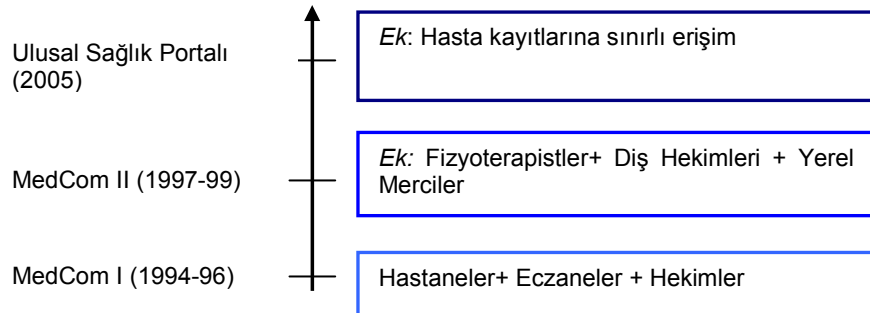 Ulusal Sağlık Portalı
(2005)
Ek: Hasta kayıtlarına sınırlı erişim
MedCom II (1997-99)
Ek: Fizyoterapistler+ Diş Hekimleri + Yerel
Merciler
MedCom I (1994-96)
Hastaneler+ Eczaneler + Hekimler